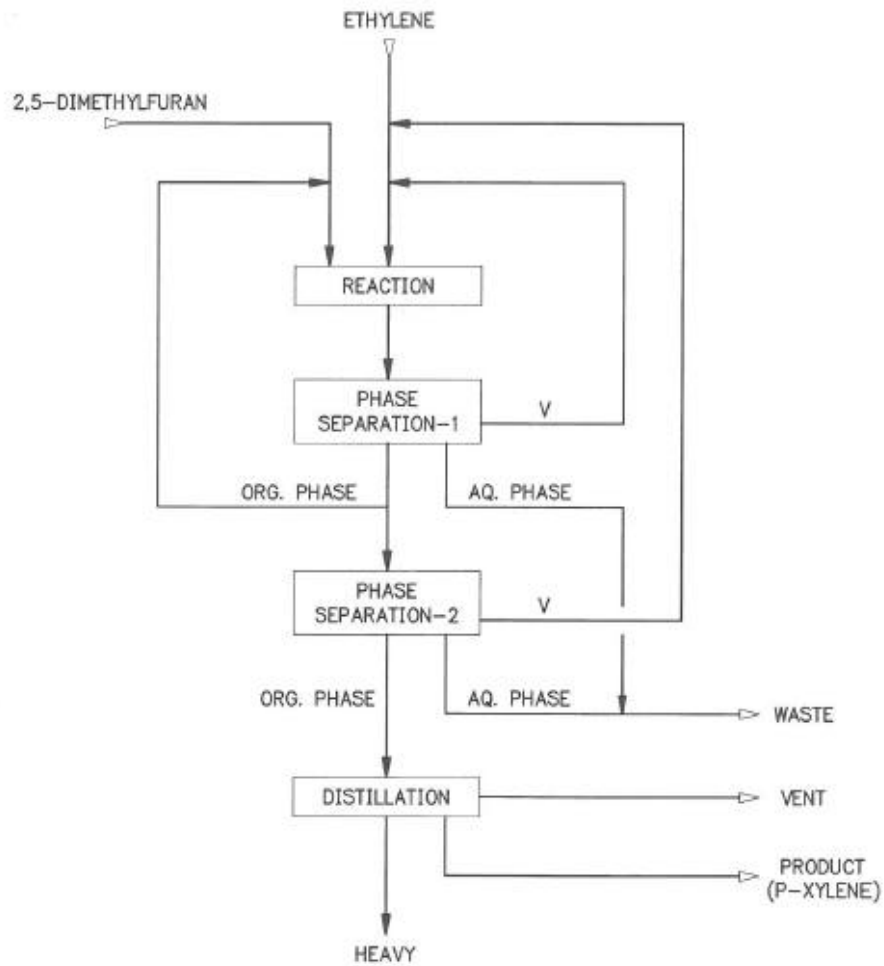 ETHYLENE
2,5-DIMETHYLFURAN
REACTION
PHASE
SEPARATION-1
V
ORG. PHASE
AQ. PHASE
PHASE
SEPARATION-2
V
ORG. PHASE
AQ. PHASE
WASTE
DISTILLATION
VENT
PRODUCT
(P-XYLENE)
HEAVY